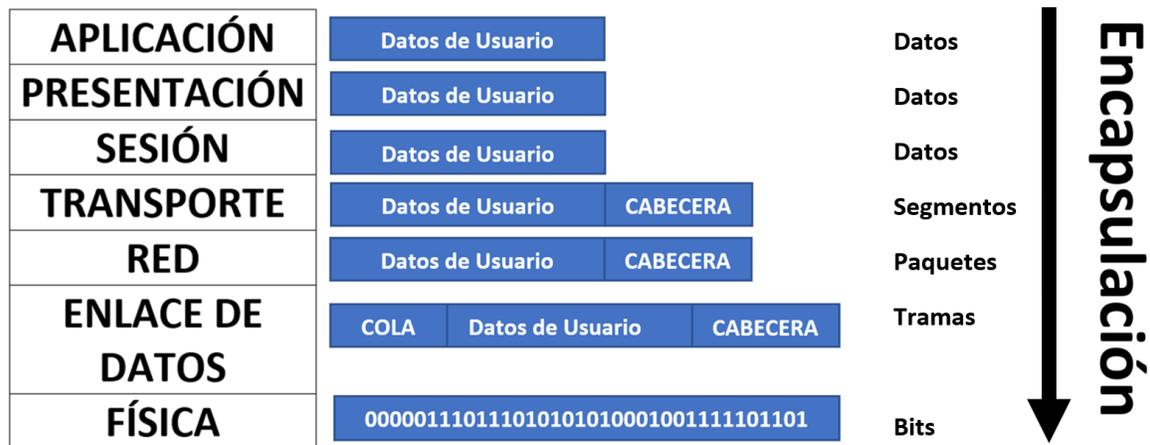 APLICACIÓN Datos de Usuario Datos
PRESENTACIÓN Datos de Usuario Datos
SESIÓN Datos de Usuario Datos
TRANSPORTE Datos de Usuario CABECERA Segmentos
RED Datos de Usuario CABECERA Paquetes
ENLACE DE
DATOS COLA Datos de Usuario CABECERA Tramas
FÍSICA 000001110111010101010001001111101101 Bits
Encapsulación